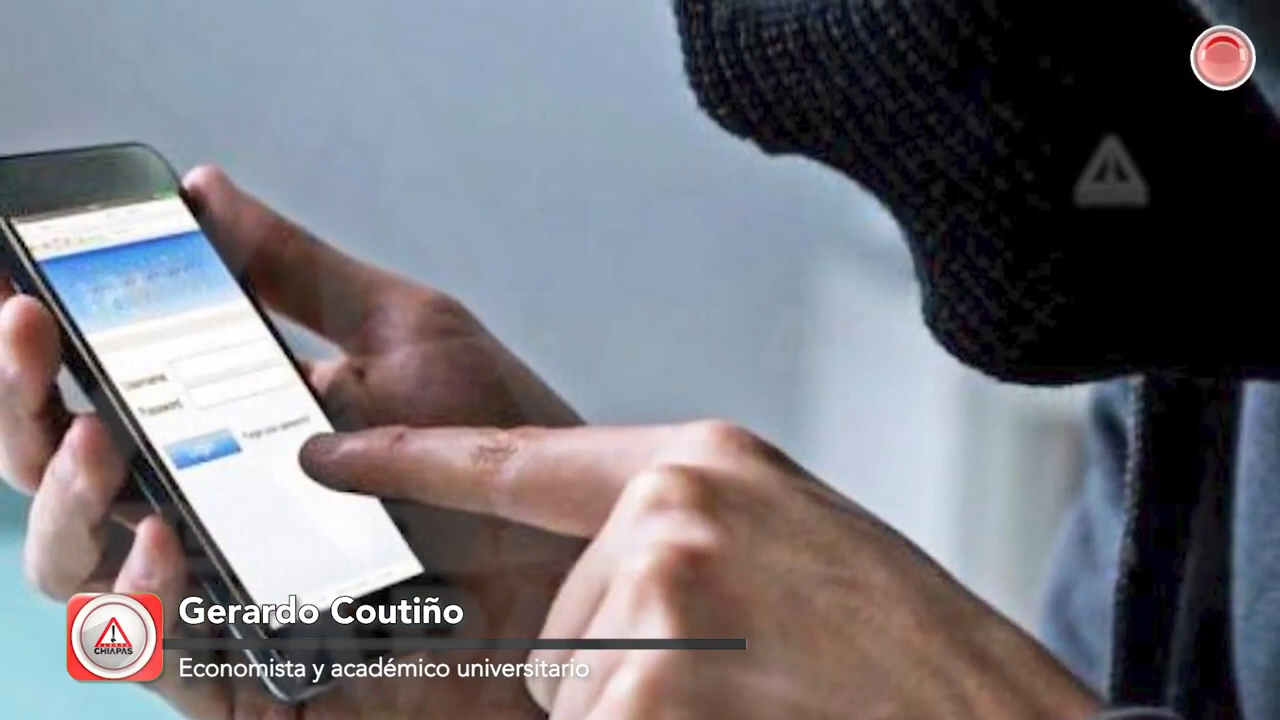 Username
Password
Gerardo Coutiño
CHIAPAS
Economista y académico universitario